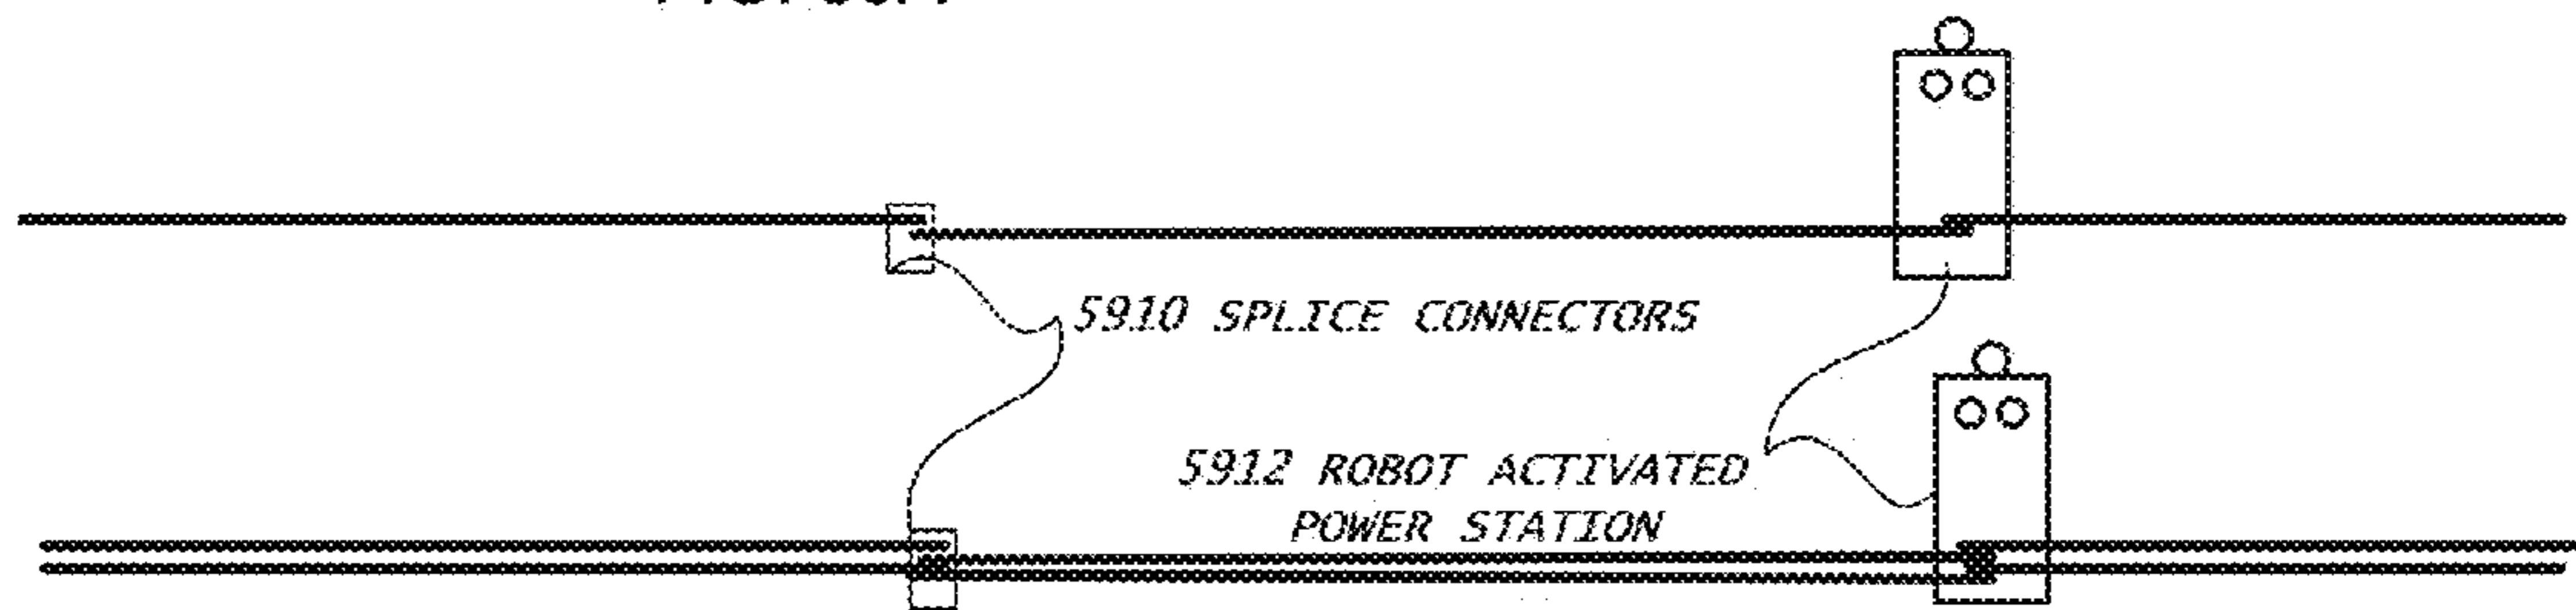 5910 SPLICE CONNECTORS
5912 ROBOT ACTIVATED
POWER STATION